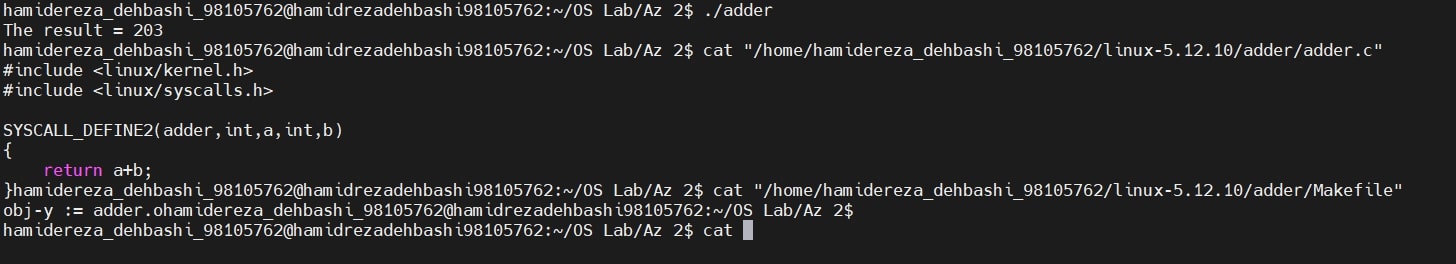 hamidereza_dehbashi_98105762@hamidrezadehbashi98105762:~/OS Lab/Az 2$ ./adder
The result = 203
hamidereza_dehbashi_98105762@hamidrezadehbashi98105762:~/OS Lab/Az 2$ cat "/home/hamidereza_dehbashi_98105762/linux-5.12.10/adder/adder.c"
#include <linux/kernel.h>
#include <linux/syscalls.h>

SYSCALL_DEFINE2(adder,int,a,int,b)
{
    return a+b;
}hamidereza_dehbashi_98105762@hamidrezadehbashi98105762:~/OS Lab/Az 2$ cat "/home/hamidereza_dehbashi_98105762/linux-5.12.10/adder/Makefile"
obj-y := adder.ohamidereza_dehbashi_98105762@hamidrezadehbashi98105762:~/OS Lab/Az 2$
hamidereza_dehbashi_98105762@hamidrezadehbashi98105762:~/OS Lab/Az 2$ cat